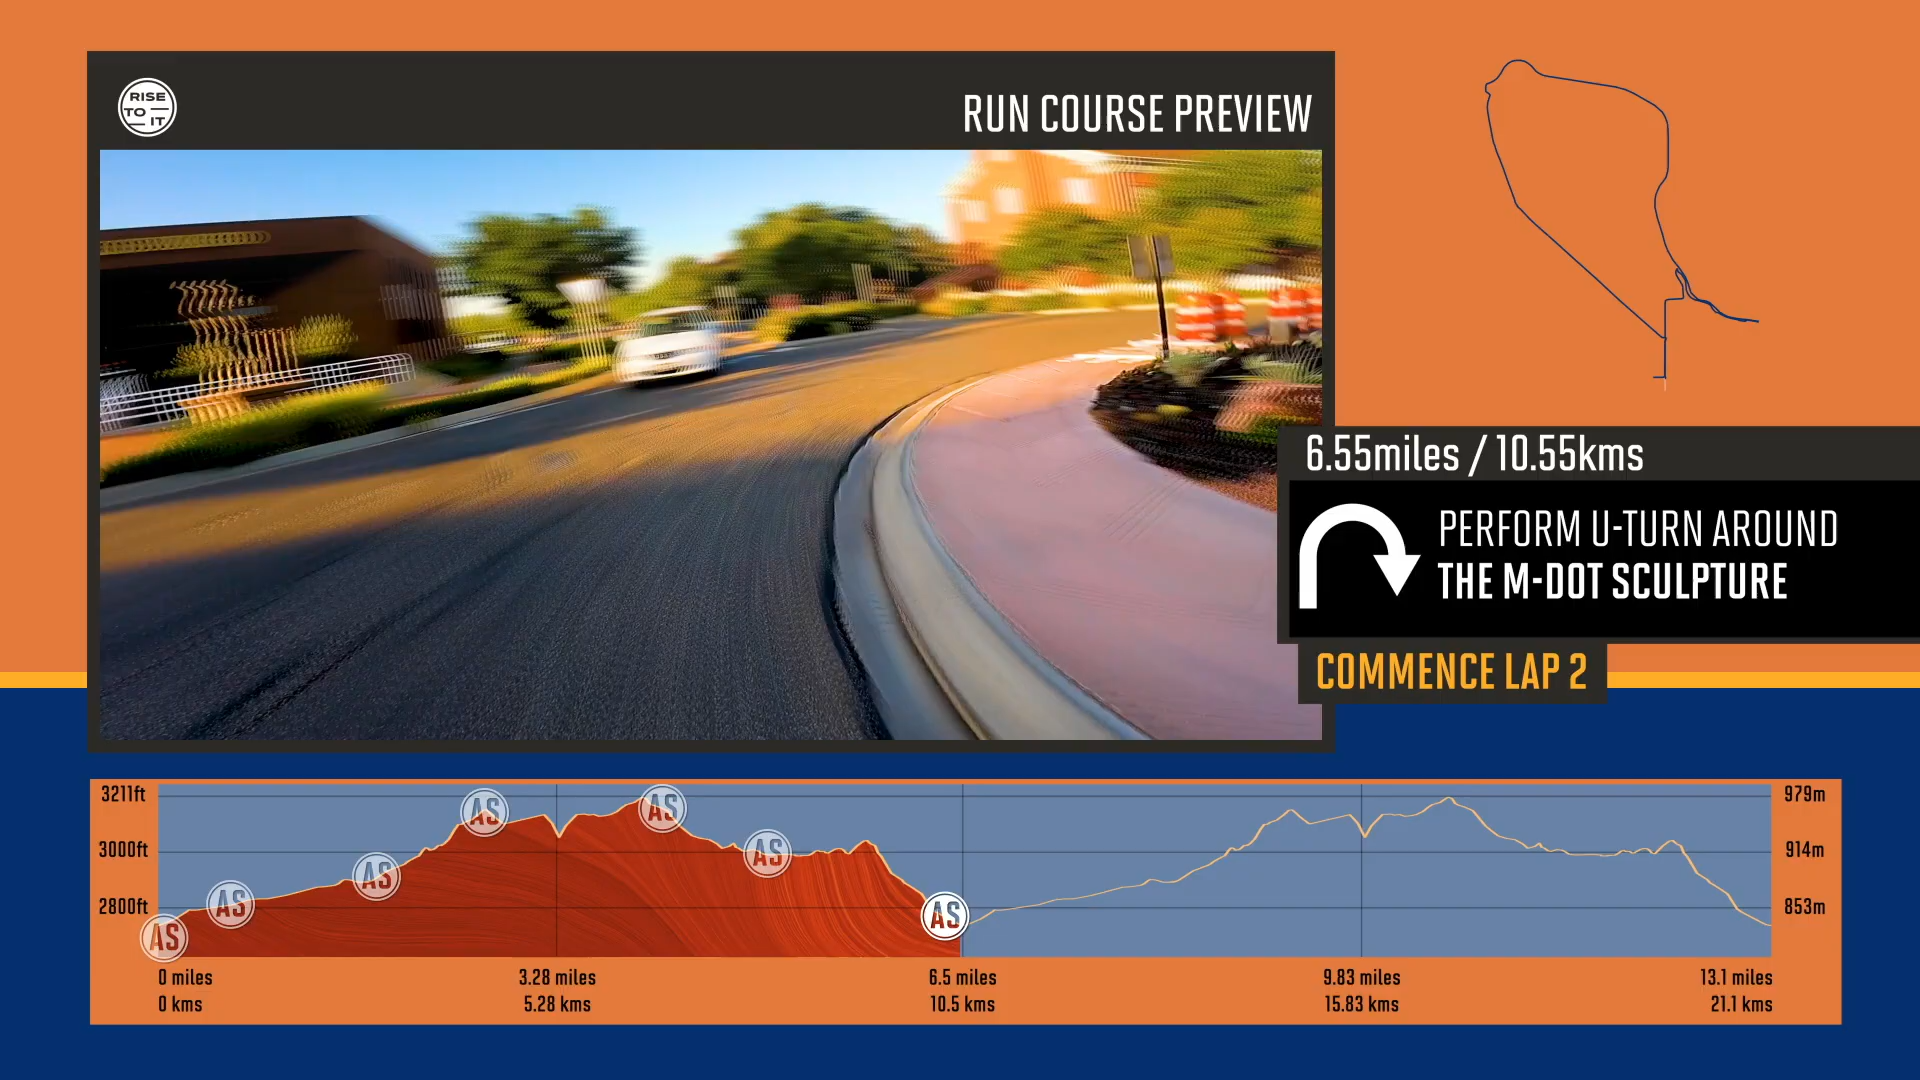 RISE
TO
IT
RUN COURSE PREVIEW
6.55miles / 10.55kms
PERFORM U-TURN AROUND
THE M-DOT SCULPTURE
COMMENCE LAP 2
3211ft
3000ft
2800ft
979m
914m
853m
AS
AS
AS
AS
AS
AS
AS
0 miles
0 kms
3.28 miles
5.28 kms
6.5 miles
10.5 kms
9.83 miles
15.83 kms
13.1 miles
21.1 kms